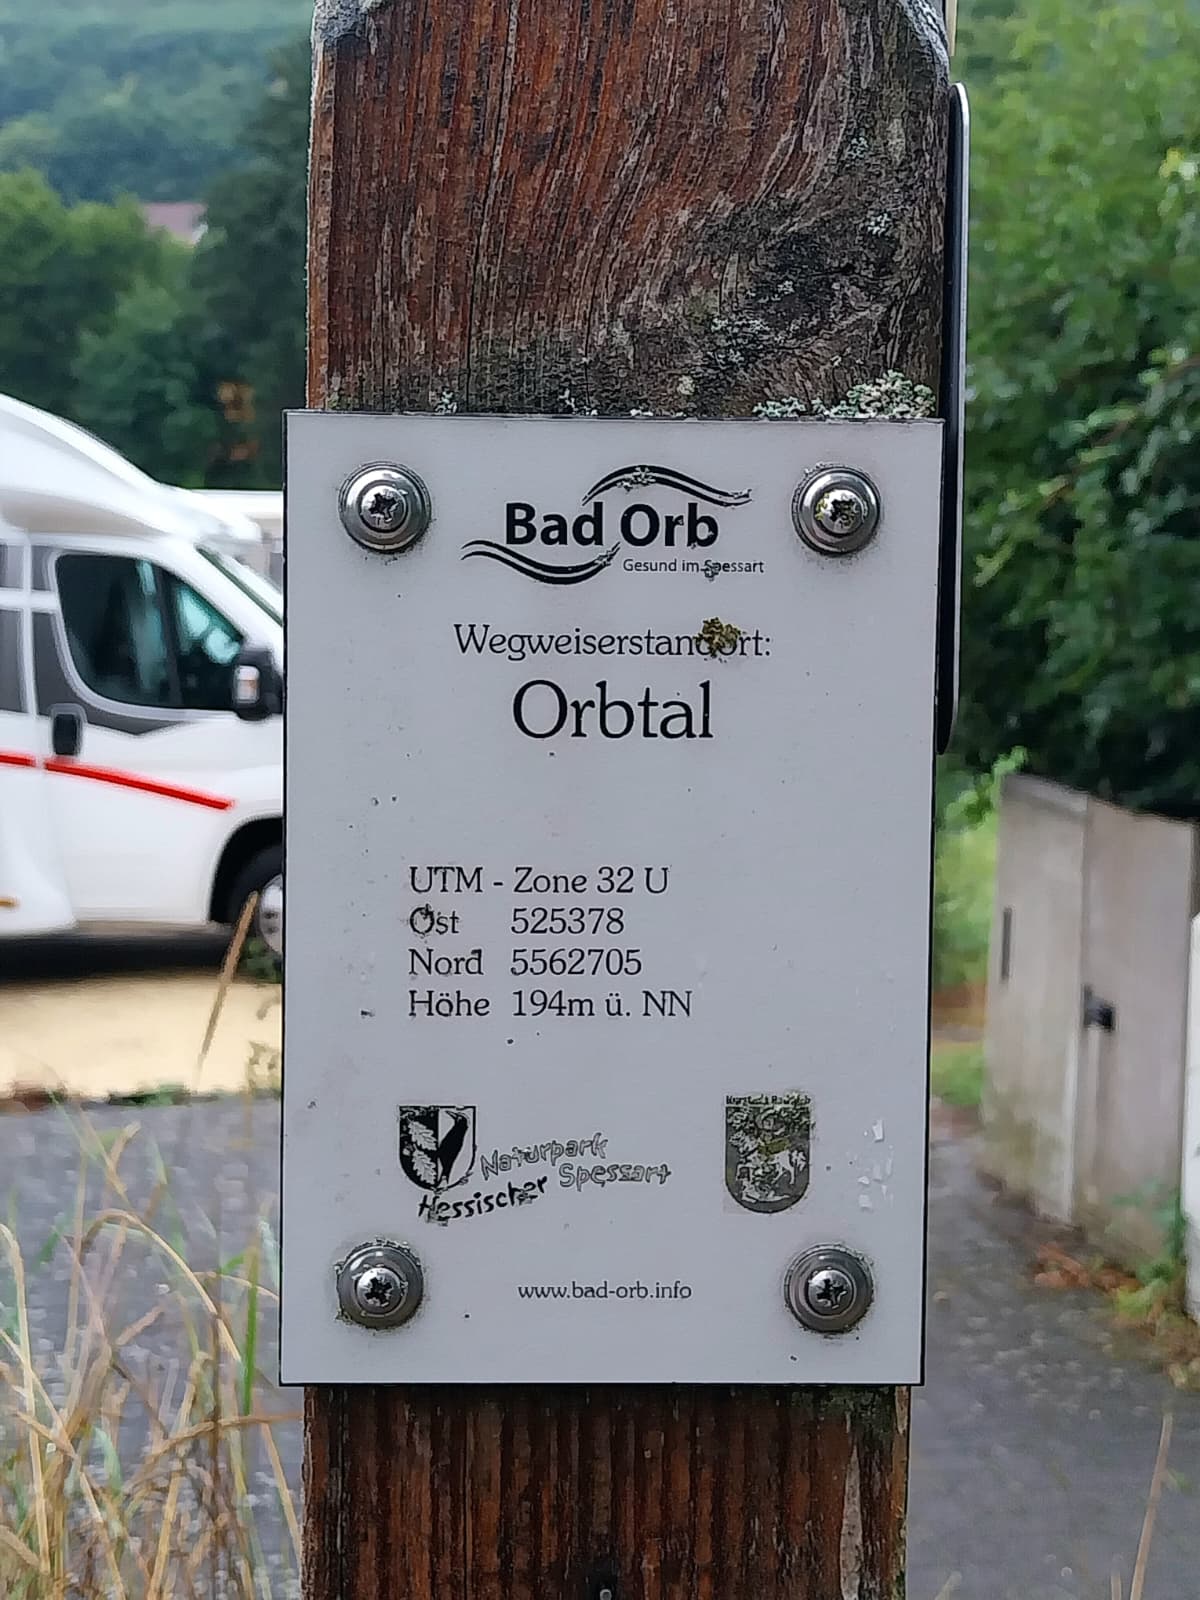 Bad Orb
Gesund im Spessart
Wegweiserstandort:
Orbtal
UTM - Zone 32 U
Ost 525378
Nord 5562705
Höhe 194m ü. NN
Naturpark
Hessischer Spessart
www.bad-orb.info